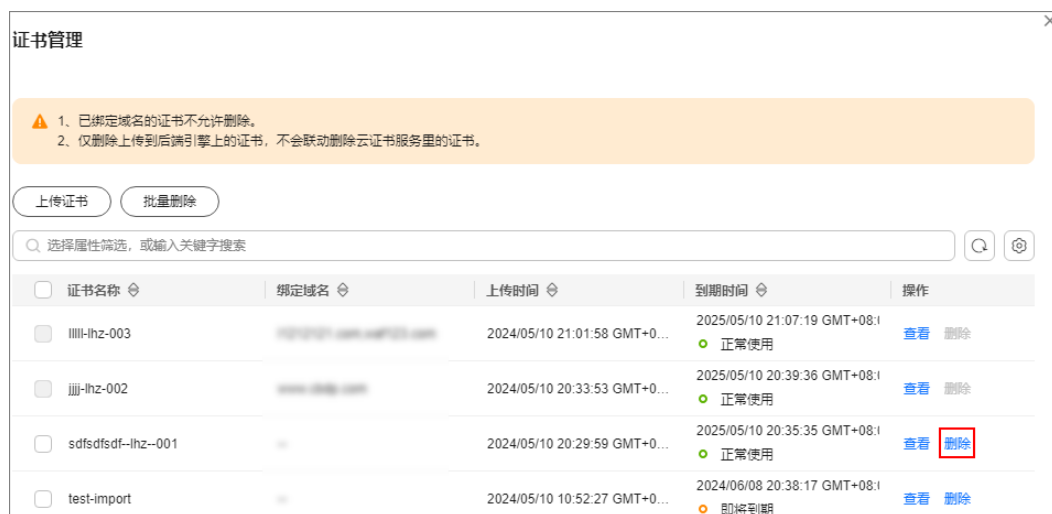 证书管理
1、已绑定域名的证书不允许删除。
2、仅删除上传到后端引擎上的证书，不会联动删除云证书服务里的证书。
上传证书 批量删除
选择属性筛选，或输入关键字搜索
证书名称 绑定域名 上传时间 到期时间 操作
lllll-lhz-003 2024/05/10 21:01:58 GMT+0... 2025/05/10 21:07:19 GMT+08:( 查看 删除
正常使用
jjjj-lhz-002 2024/05/10 20:33:53 GMT+0... 2025/05/10 20:39:36 GMT+08:( 查看 删除
正常使用
sdfsdfsdf--lhz--001 -- 2024/05/10 20:29:59 GMT+0... 2025/05/10 20:35:35 GMT+08:( 查看 删除
正常使用
test-import -- 2024/05/10 10:52:27 GMT+0... 2024/06/08 20:38:17 GMT+08:( 查看 删除
即将到期